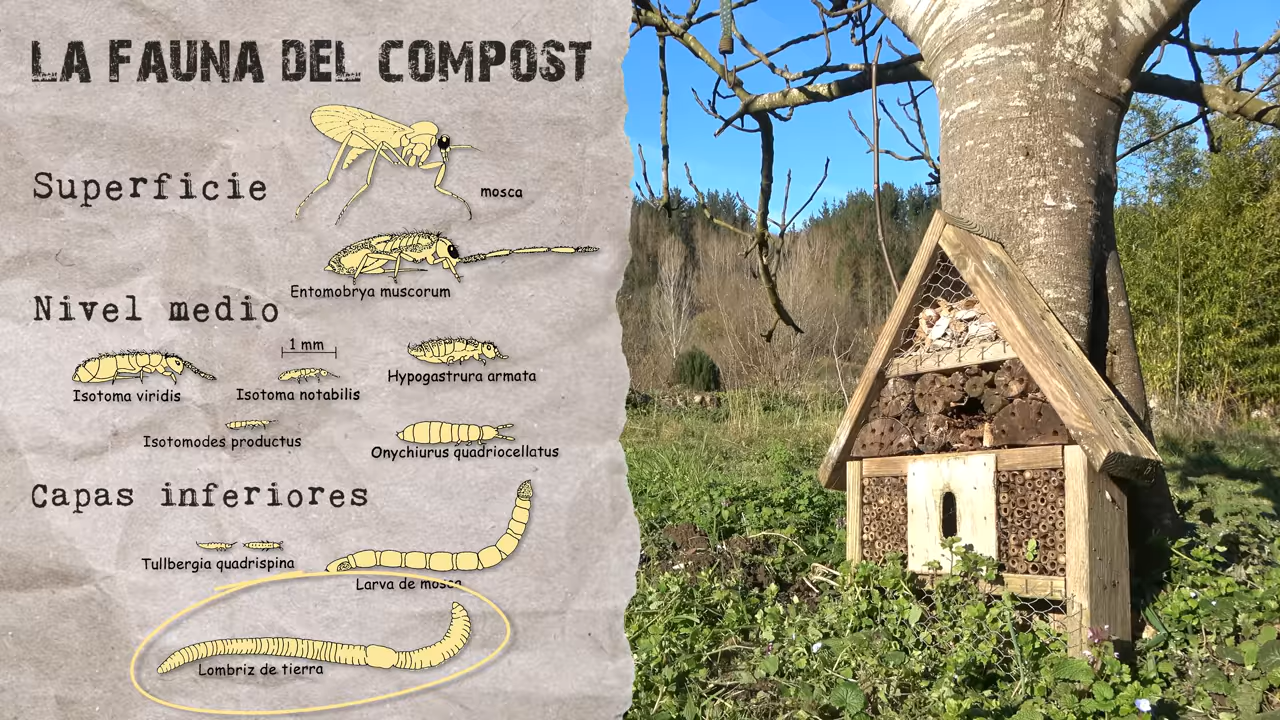 LA FAUNA DEL COMPOST
Superficie
mosca
Entomobrya muscorum
Nivel medio
1 mm
Isotoma viridis
Isotoma notabilis
Hypogastrura armata
Isotomodes productus
Onychiurus quadriocellatus
Capas inferiores
Tullbergia quadrispina
Larva de mosca
Lombriz de tierra